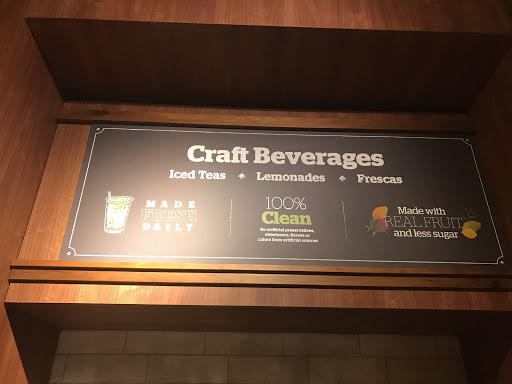 Craft Beverages
Iced Teas Lemonades Frescas
MADE
FRESH
DAILY
100%
Clean
No artificial preservatives,
sweeteners, flavors or
colors from artificial sources
Made with
REAL FRUIT
and less sugar